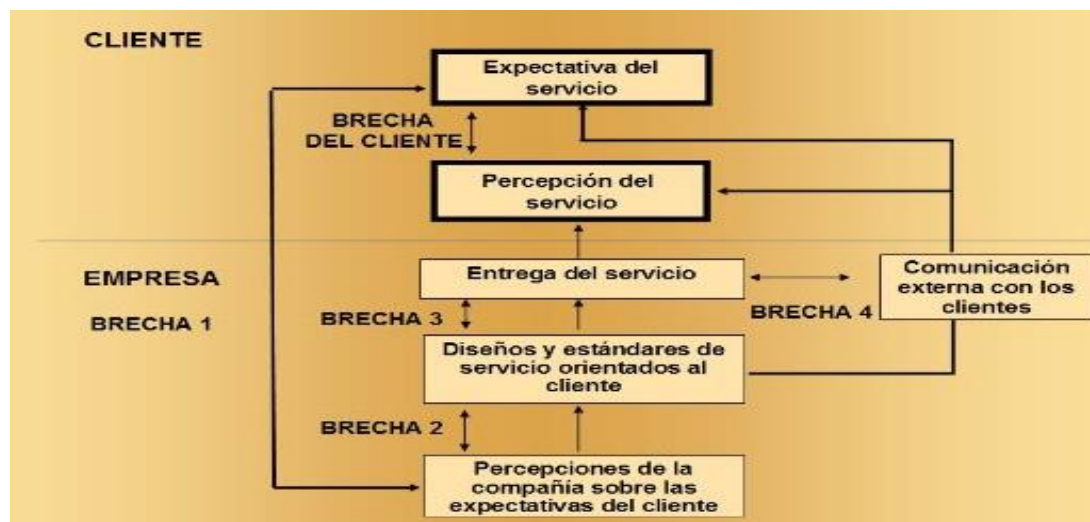 CLIENTE
Expectativa del
servicio
BRECHA
DEL CLIENTE
Percepción del
servicio
EMPRESA
Entrega del servicio
Comunicación
externa con los
clientes
BRECHA 1
BRECHA 3
BRECHA 4
Diseños y estándares de
servicio orientados al
cliente
BRECHA 2
Percepciones de la
compañía sobre las
expectativas del cliente